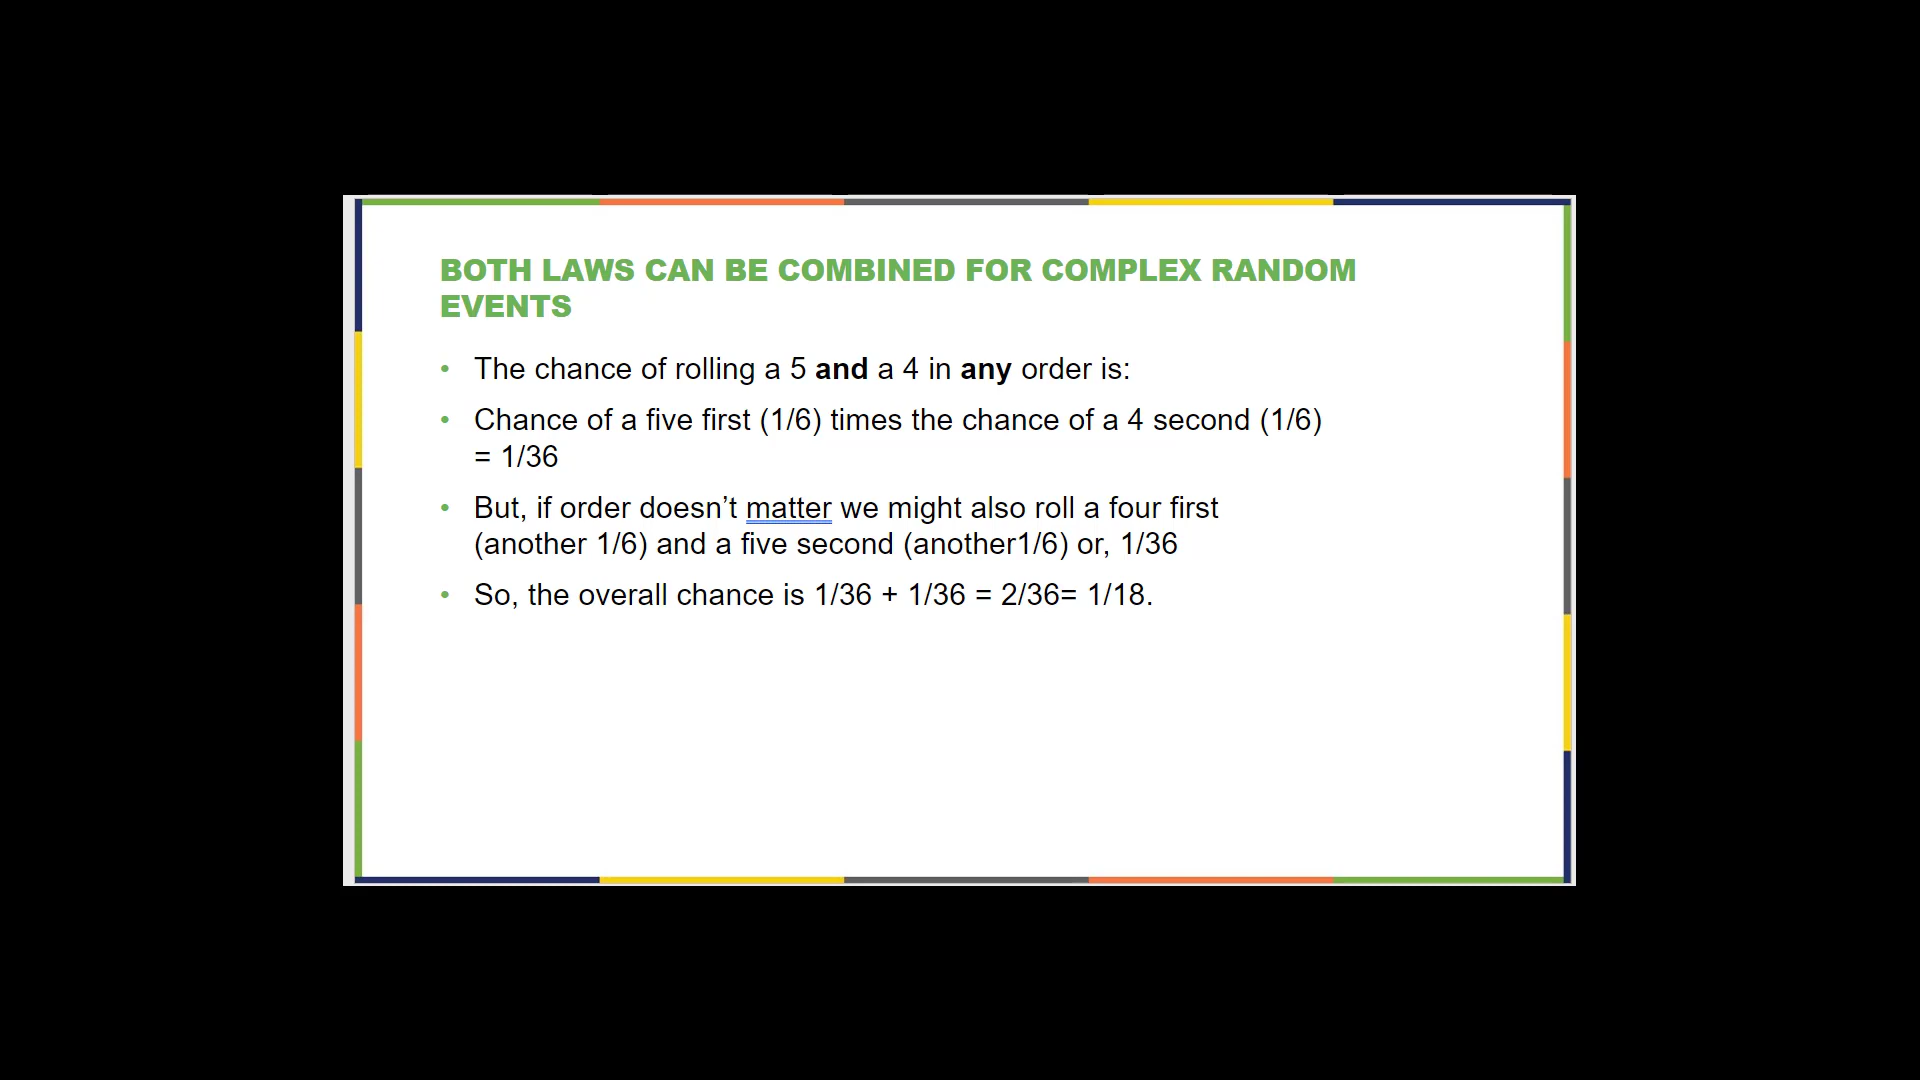 BOTH LAWS CAN BE COMBINED FOR COMPLEX RANDOM
EVENTS
• The chance of rolling a 5 and a 4 in any order is:
• Chance of a five first (1/6) times the chance of a 4 second (1/6)
= 1/36
• But, if order doesn’t matter we might also roll a four first
(another 1/6) and a five second (another1/6) or, 1/36
• So, the overall chance is 1/36 + 1/36 = 2/36= 1/18.